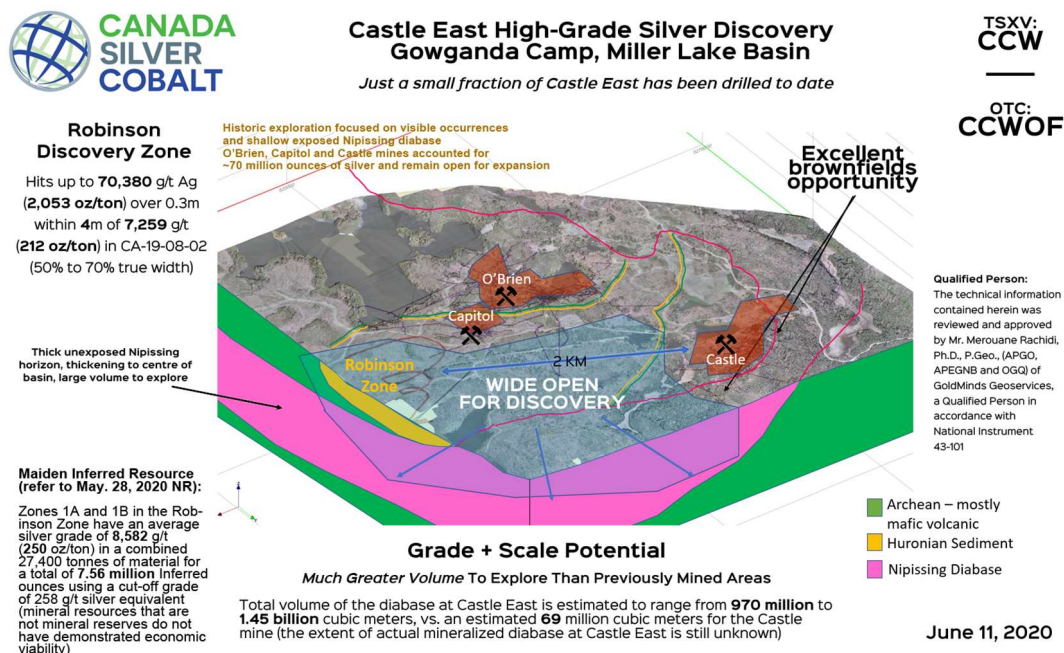 CANADA
SILVER
COBALT
Castle East High-Grade Silver Discovery
Gowganda Camp, Miller Lake Basin
Just a small fraction of Castle East has been drilled to date
TSXV:
CCW
OTC:
CCWOF
Robinson
Discovery Zone
Hits up to 70,380 g/t Ag
(2,053 oz/ton) over 0.3m
within 4m of 7,259 g/t
(212 oz/ton) in CA-19-08-02
(50% to 70% true width)
Historic exploration focused on visible occurrences
and shallow exposed Nipissing diabase
O'Brien, Capitol and Castle mines accounted for
~70 million ounces of silver and remain open for expansion
Excellent
brownfields
opportunity
O'Brien
Capitol
Castle
Robinson
Zone
2 KM
WIDE OPEN
FOR DISCOVERY
Thick unexposed Nipissing
horizon, thickening to centre of
basin, large volume to explore
Qualified Person:
The technical information
contained herein was
reviewed and approved
by Mr. Merouane Rachidi,
Ph.D., P.Geo., (APGO,
APEGNB and OGQ) of
GoldMinds Geoservices,
a Qualified Person in
accordance with
National Instrument
43-101
Maiden Inferred Resource
(refer to May. 28, 2020 NR):
Zones 1A and 1B in the Rob-
inson Zone have an average
silver grade of 8,582 g/t
(250 oz/ton) in a combined
27,400 tonnes of material for
a total of 7.56 million Inferred
ounces using a cut-off grade
of 258 g/t silver equivalent
(mineral resources that are
not mineral reserves do not
have demonstrated economic
viability)
Archean – mostly
mafic volcanic
Huronian Sediment
Nipissing Diabase
Grade + Scale Potential
Much Greater Volume To Explore Than Previously Mined Areas
Total volume of the diabase at Castle East is estimated to range from 970 million to
1.45 billion cubic meters, vs. an estimated 69 million cubic meters for the Castle
mine (the extent of actual mineralized diabase at Castle East is still unknown)
June 11, 2020